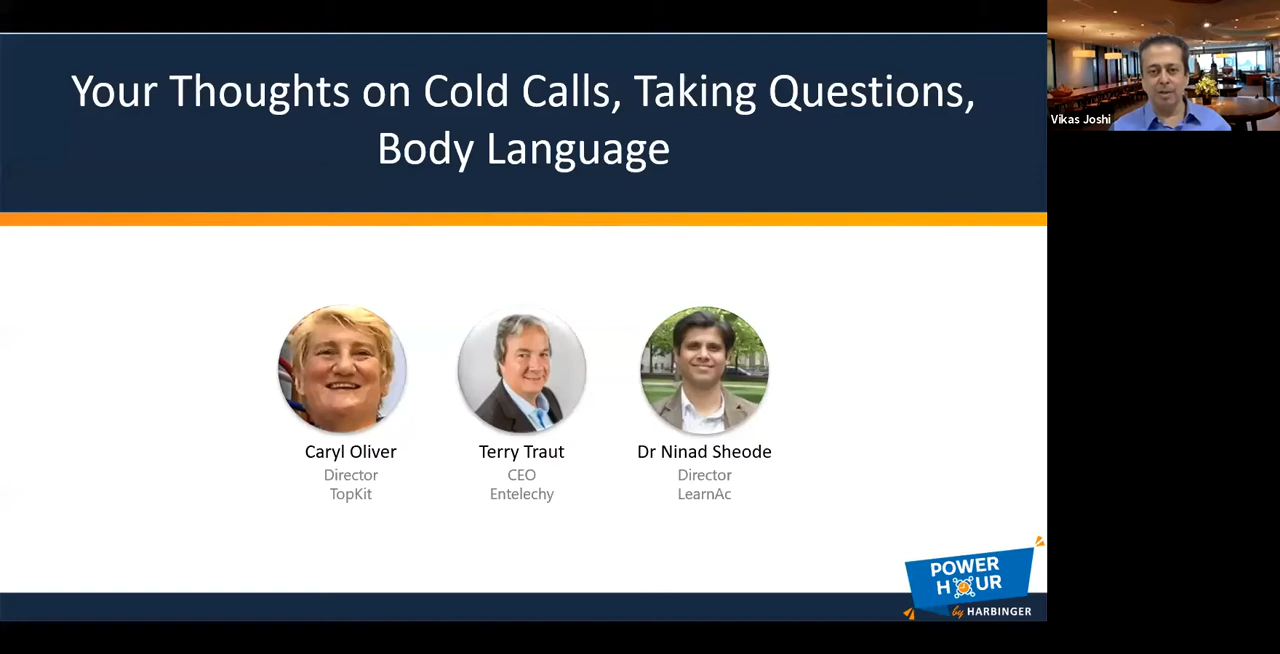 Your Thoughts on Cold Calls, Taking Questions,
Body Language
Vikas Joshi
Caryl Oliver
Director
TopKit
Terry Traut
CEO
Entelechy
Dr Ninad Sheode
Director
LearnAc
POWER
HOUR
by HARBINGER